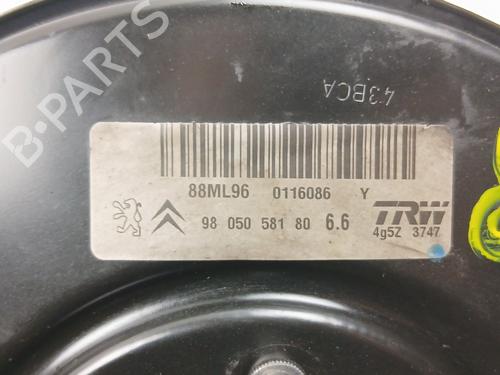 B-PARTS
43BCA
88ML96 0116086 Y
98 050 581 80 6.6 TRW
4g5Z 3747